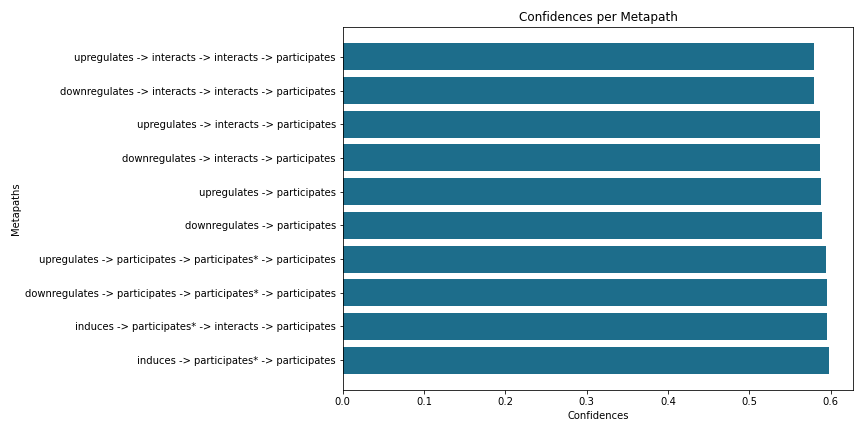 Confidences per Metapath
upregulates -> interacts -> interacts -> participates
downregulates -> interacts -> interacts -> participates
upregulates -> interacts -> participates
downregulates -> interacts -> participates
upregulates -> participates
downregulates -> participates
upregulates -> participates -> participates* -> participates
downregulates -> participates -> participates* -> participates
induces -> participates* -> interacts -> participates
induces -> participates* -> participates
Metapaths
0.0 0.1 0.2 0.3 0.4 0.5 0.6
Confidences